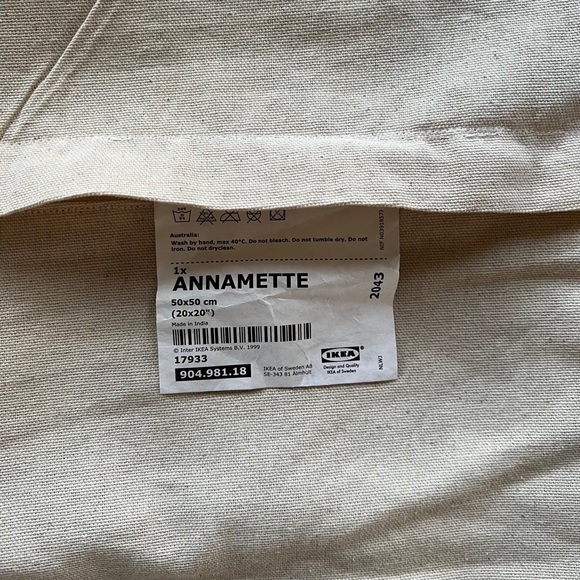 Australia:
Wash by hand, max 40°C. Do not bleach. Do not tumble dry. Do not
iron. Do not dryclean.
1x
ANNAMETTE
50x50 cm
(20x20")
Made in India
© Inter IKEA Systems B.V. 1999
17933
904.981.18
IKEA of Sweden AB
SE-343 81 Älmhult
IKEA
Design and Quality
IKEA of Sweden
2043
NLWJ